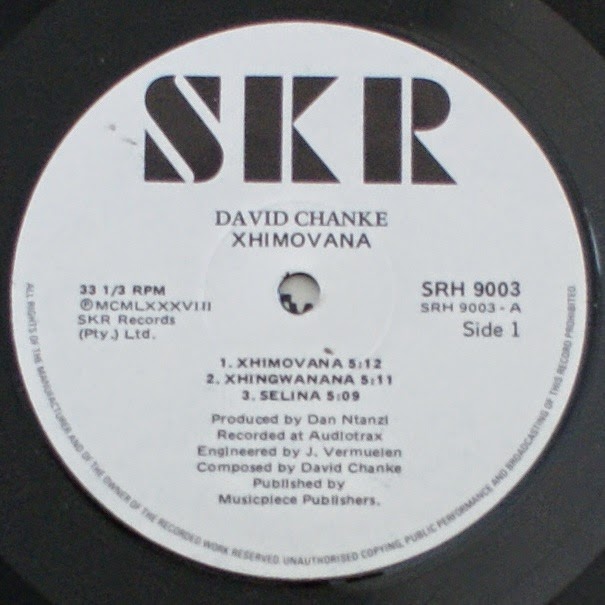 SKR
DAVID CHANKE
XHIMOVANA
33 1/3 RPM
ⓅMCMLXXXVIII
SKR Records
(Pty.) Ltd.
SRH 9003
SRH 9003 - A
Side 1
1. XHIMOVANA 5:12
2. XHINGWANANA 5:11
3. SELINA 5:09
Produced by Dan Ntanzi
Recorded at Audiotrax
Engineered by J. Vermuelen
Composed by David Chanke
Published by
Musicpiece Publishers.
ALL RIGHTS OF THE MANUFACTURER AND OF THE OWNER OF THE RECORDED WORK RESERVED. UNAUTHORISED COPYING, PUBLIC PERFORMANCE AND BROADCASTING OF THIS RECORD PROHIBITED.